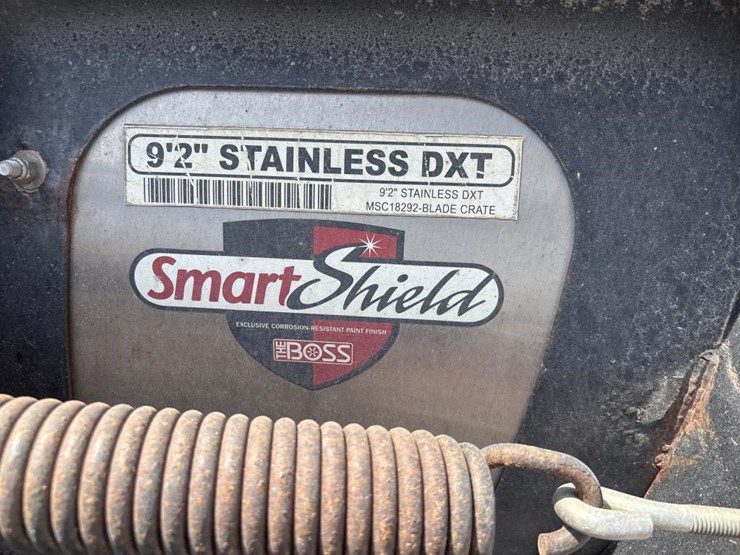 9'2" STAINLESS DXT
9'2" STAINLESS DXT
MSC18292-BLADE CRATE
SmartShield
EXCLUSIVE CORROSION-RESISTANT PAINT FINISH
THE BOSS